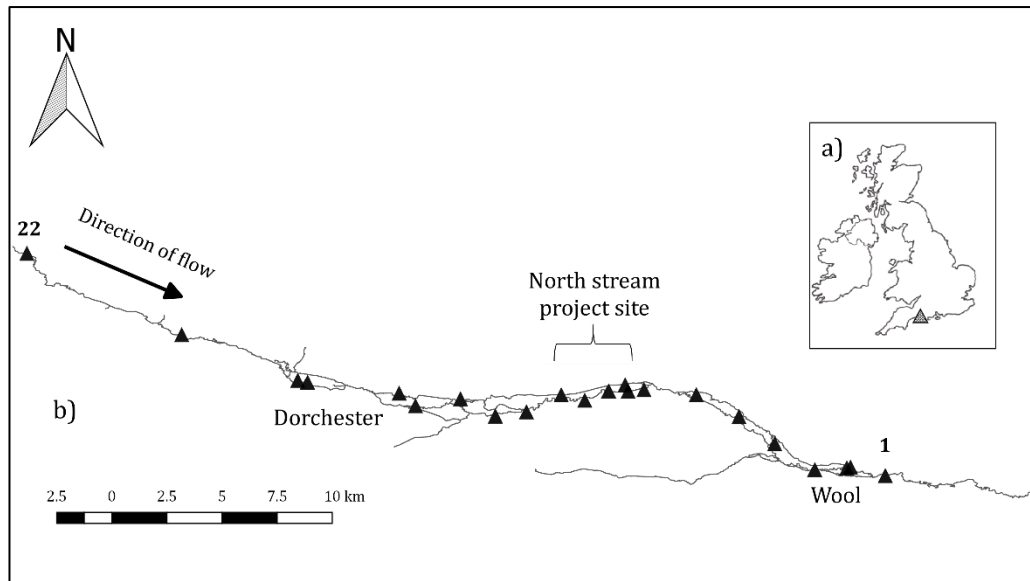 N
a)
22
Direction of flow
North stream
project site
b)
Dorchester
1
Wool
2.5 0 2.5 5 7.5 10 km